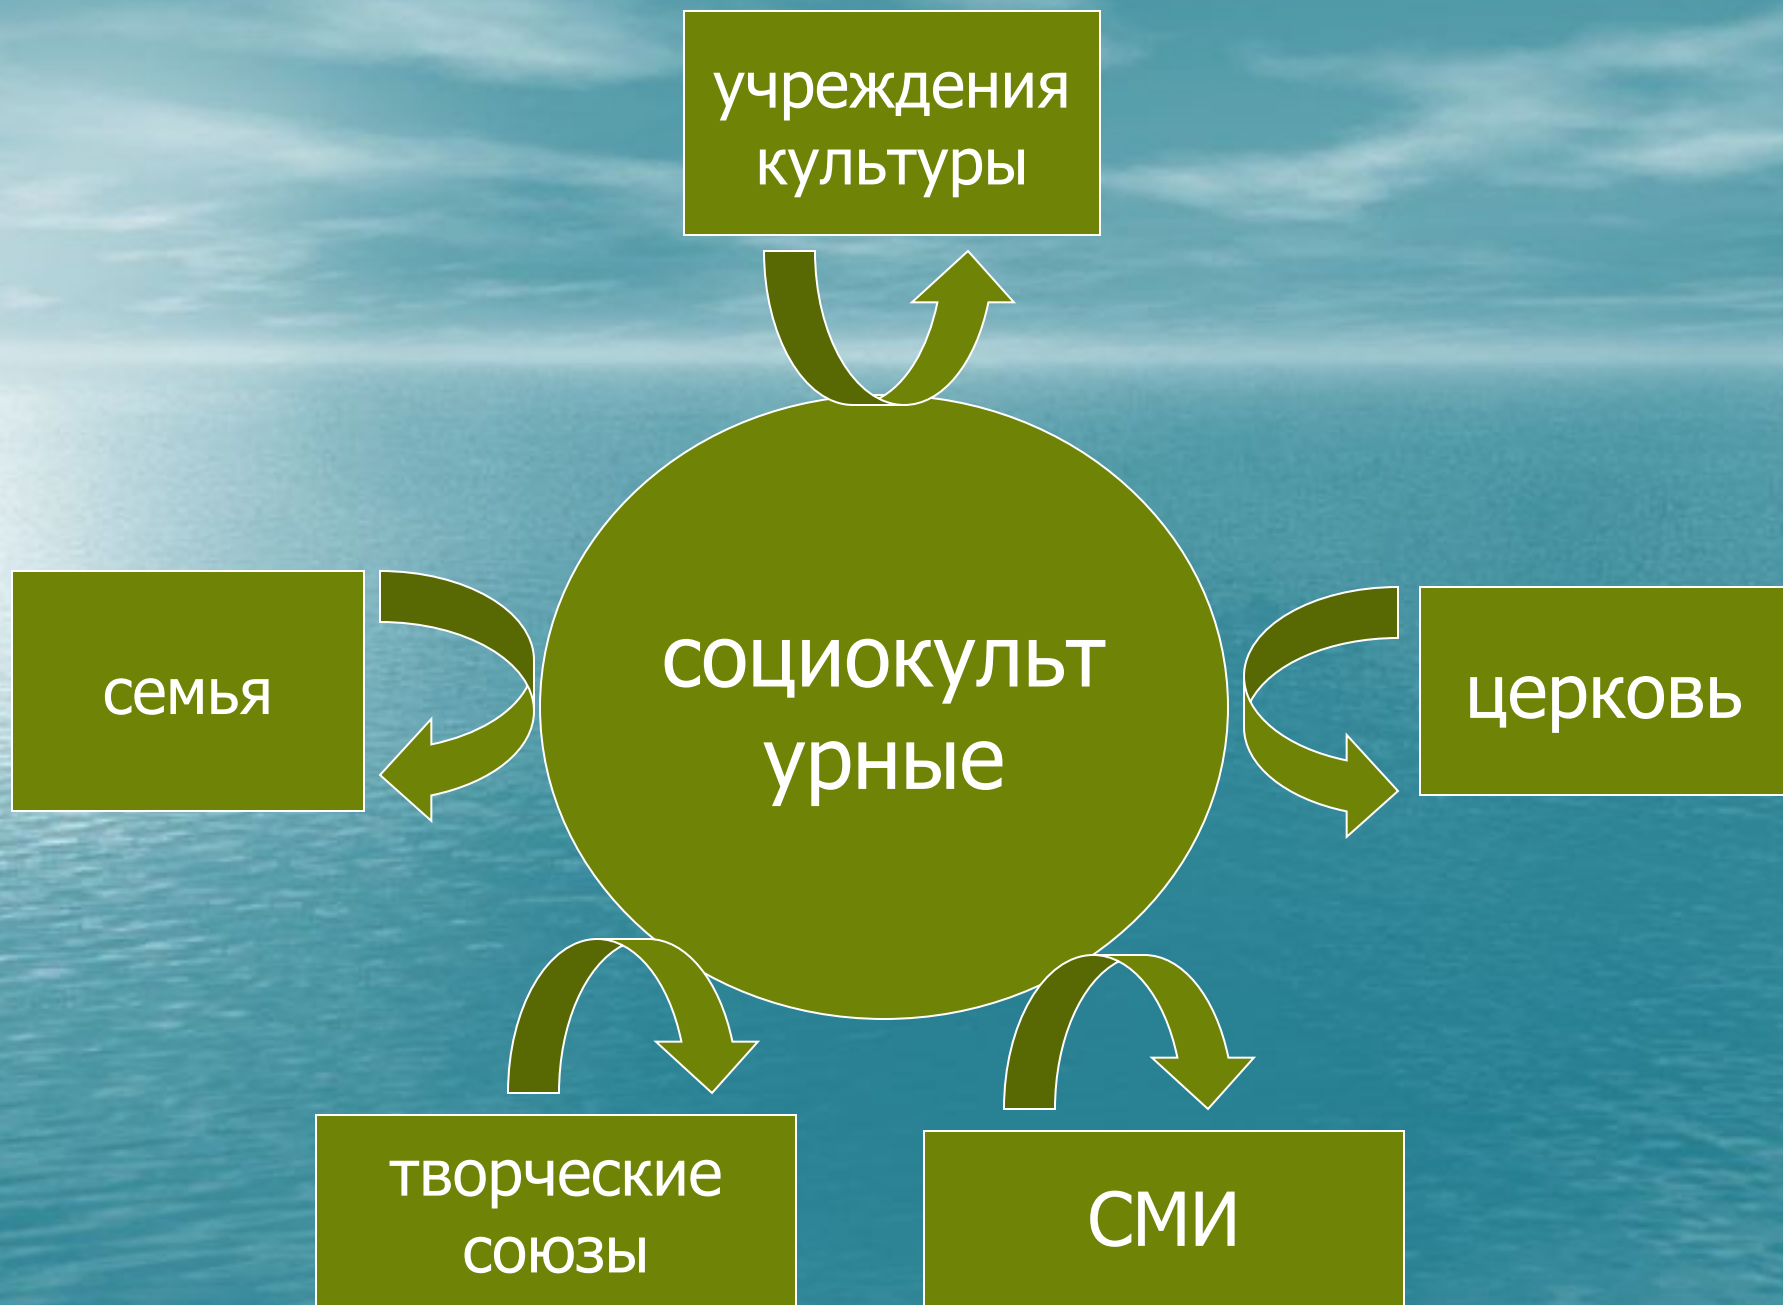 учреждения
культуры
семья
социокульт
урные
церковь
творческие
союзы
СМИ